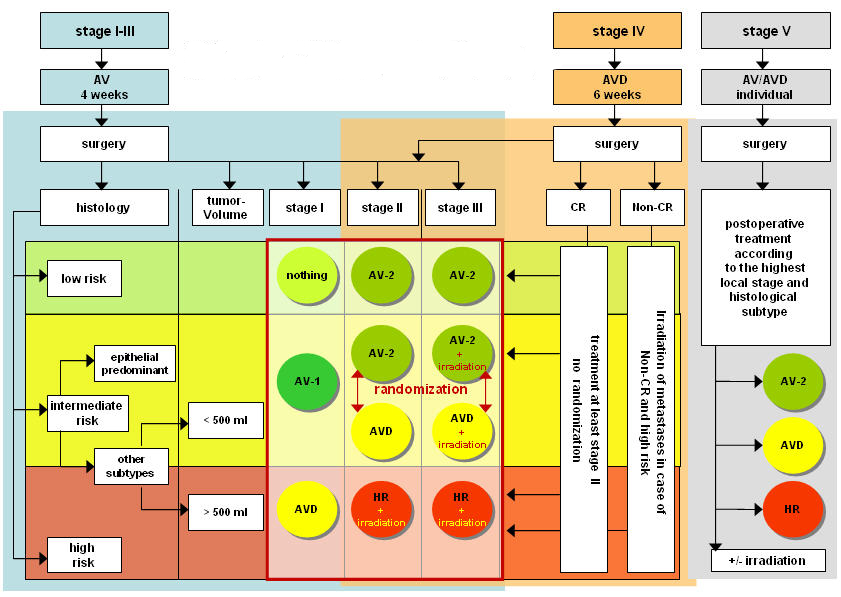 stage I-III
stage IV
stage V
AV
4 weeks
AVD
6 weeks
AV/AVD
individual
surgery
surgery
surgery
histology
tumor-
Volume
stage I
stage II
stage III
CR
Non-CR
postoperative
treatment
according
to the highest
local stage and
histological
subtype
low risk
nothing
AV-2
AV-2
epithelial
predominant
intermediate
risk
other
subtypes
< 500 ml
> 500 ml
AV-1
AV-2
AV-2
+
irradiation
randomization
AVD
AVD
+
irradiation
high
risk
AVD
HR
+
irradiation
HR
+
irradiation
treatment at least stage II
no randomization
Irradiation of metastases in case of
Non-CR and high risk
AV-2
AVD
HR
+/- irradiation